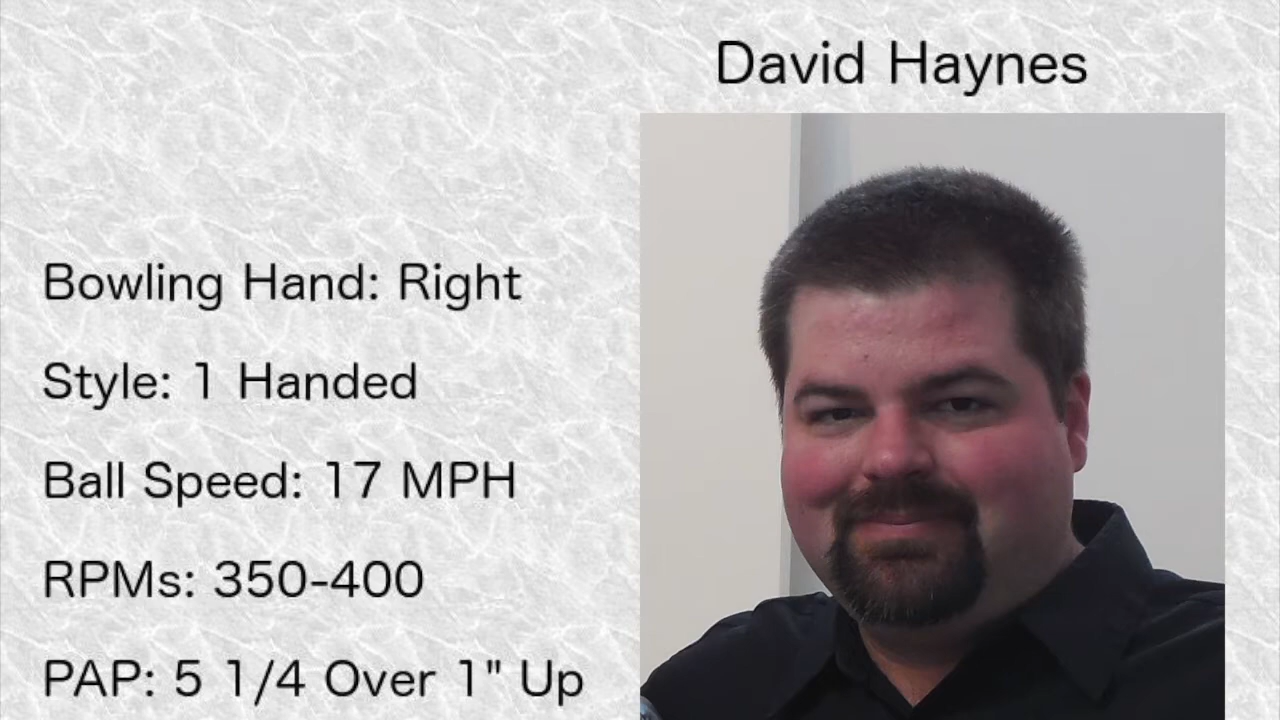 David Haynes
Bowling Hand: Right
Style: 1 Handed
Ball Speed: 17 MPH
RPMs: 350-400
PAP: 5 1/4 Over 1" Up